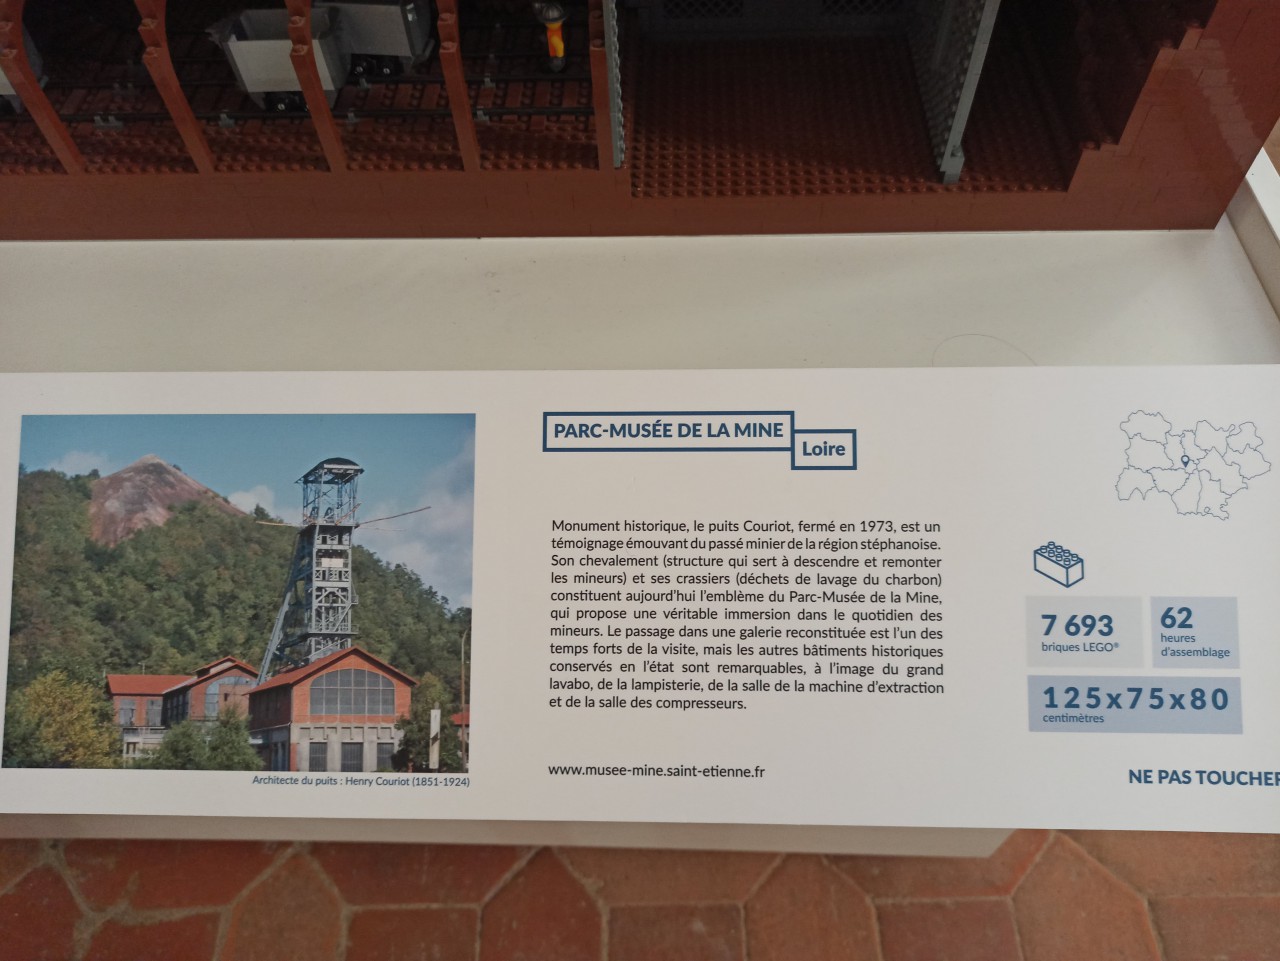 PARC-MUSÉE DE LA MINE
Loire
Monument historique, le puits Couriot, fermé en 1973, est un
témoignage émouvant du passé minier de la région stéphanoise.
Son chevalement (structure qui sert à descendre et remonter
les mineurs) et ses crassiers (déchets de lavage du charbon)
constituent aujourd'hui l'emblème du Parc-Musée de la Mine,
qui propose une véritable immersion dans le quotidien des
mineurs. Le passage dans une galerie reconstituée est l'un des
temps forts de la visite, mais les autres bâtiments historiques
conservés en l'état sont remarquables, à l'image du grand
lavabo, de la lampisterie, de la salle de la machine d'extraction
et de la salle des compresseurs.
www.musee-mine.saint-etienne.fr
Architecte du puits : Henry Couriot (1851-1924)
7 693
briques LEGO®
62
heures
d'assemblage
125x75x80
centimètres
NE PAS TOUCHER